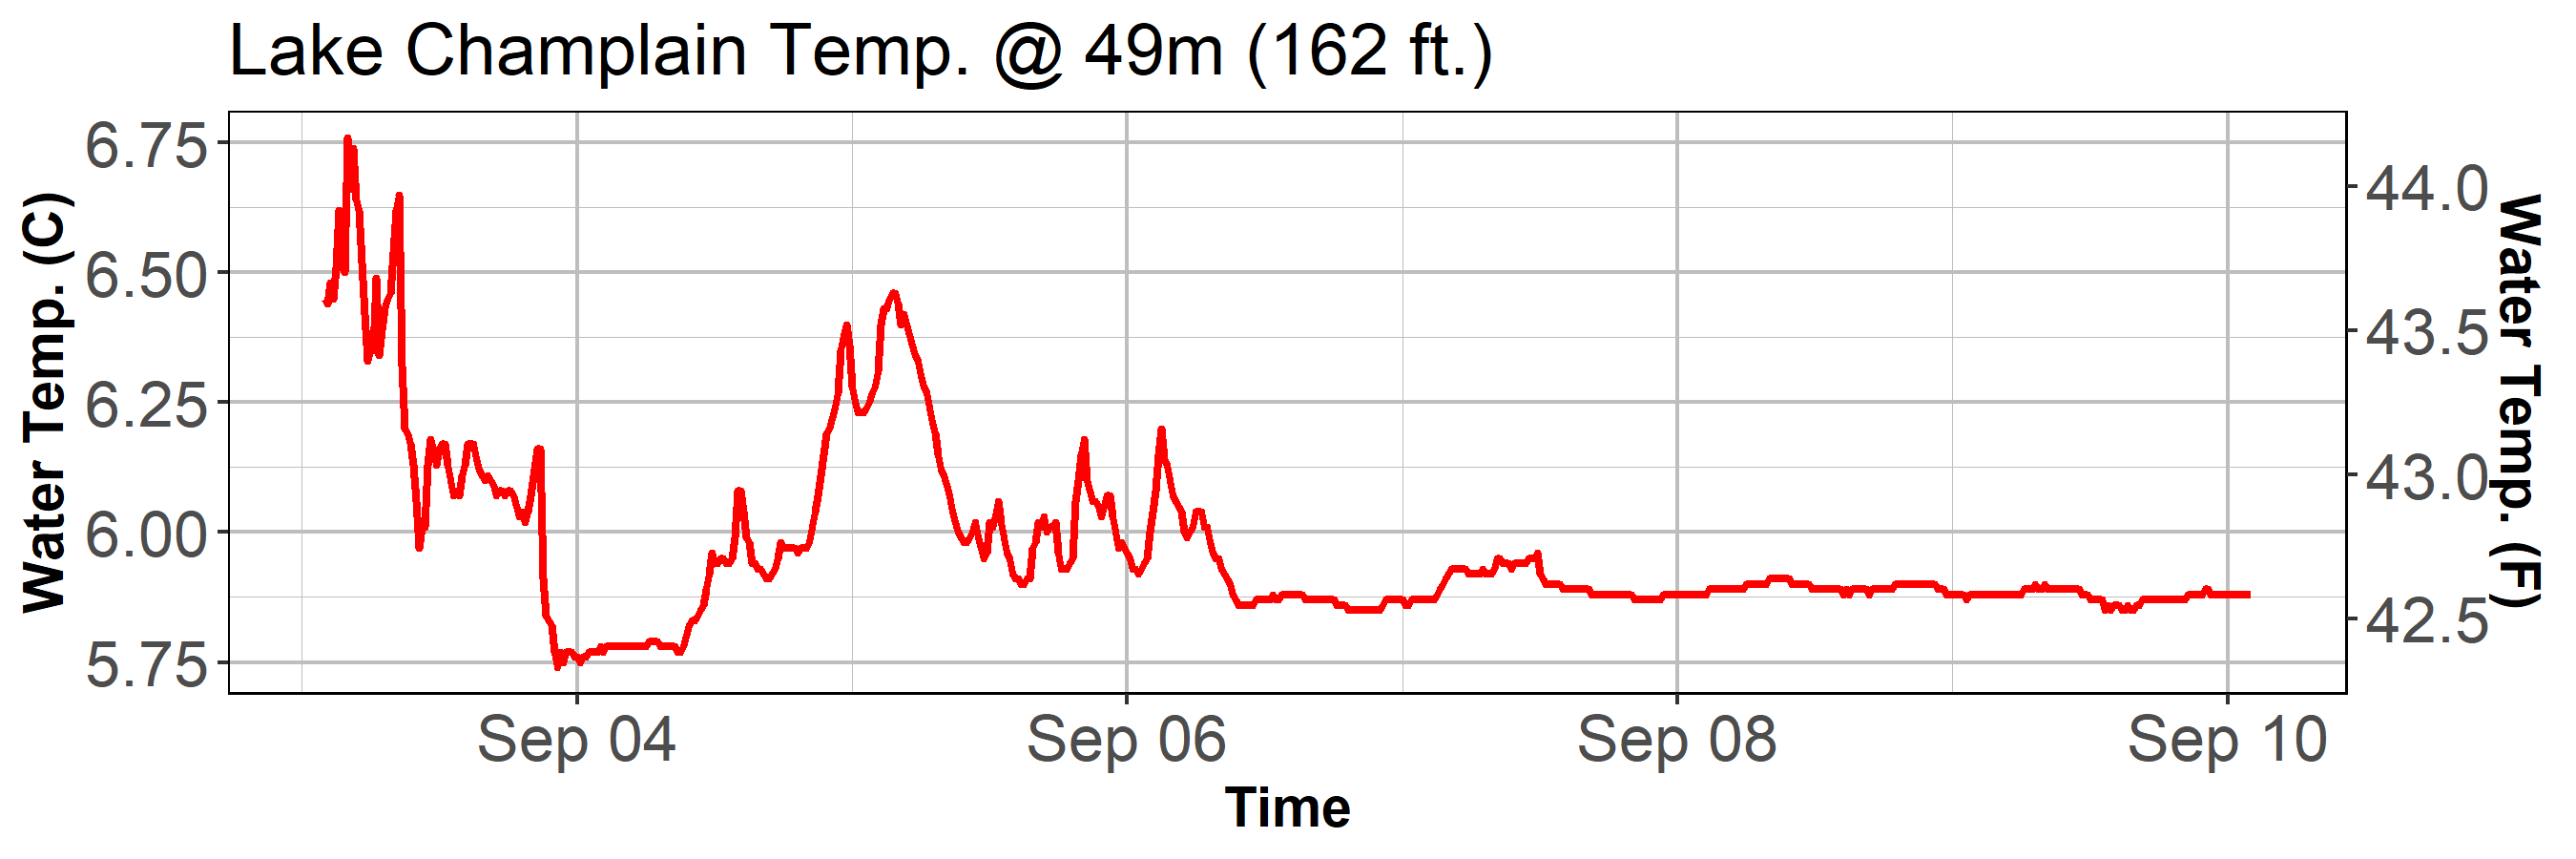 Lake Champlain Temp. @ 49m (162 ft.)
Water Temp. (C)
6.75
6.50
6.25
6.00
5.75
44.0
43.5
43.0
42.5
Water Temp. (F)
Sep 04 Sep 06 Sep 08 Sep 10
Time